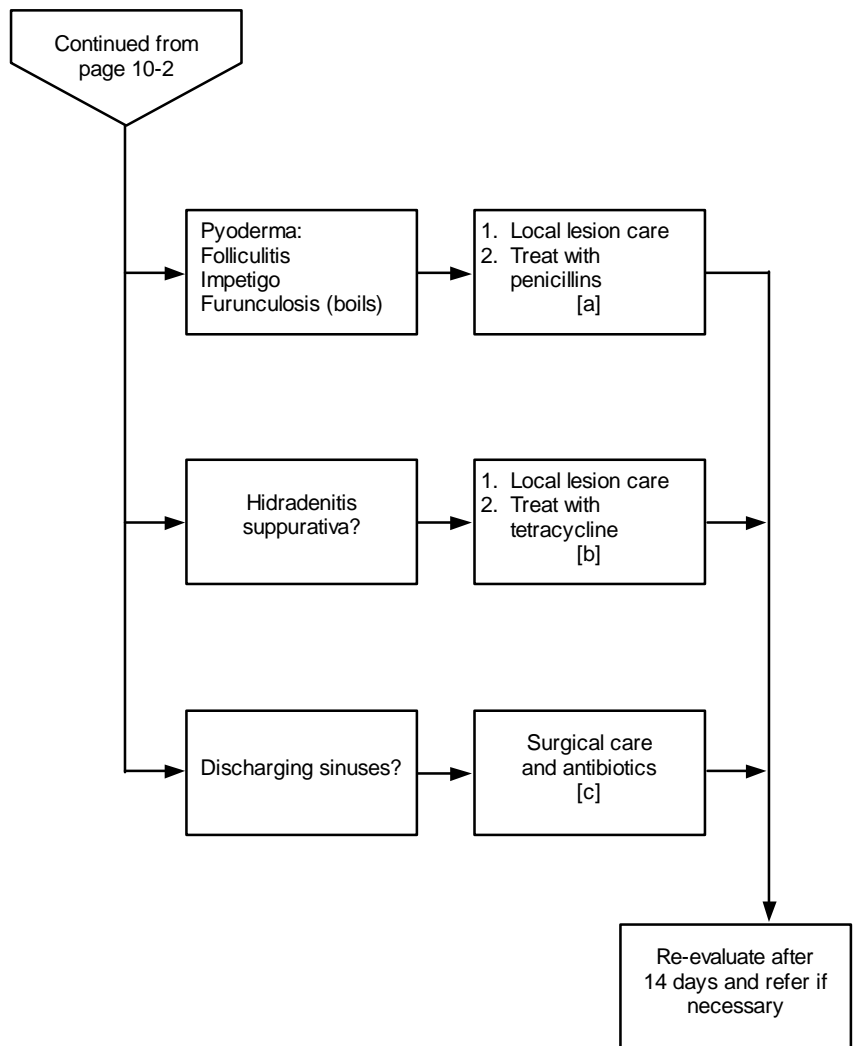 Continued from
page 10-2
Pyoderma:
Folliculitis
Impetigo
Furunculosis (boils)
1. Local lesion care
2. Treat with
penicillins
[a]
Hidradenitis
suppurativa?
1. Local lesion care
2. Treat with
tetracycline
[b]
Discharging sinuses?
Surgical care
and antibiotics
[c]
Re-evaluate after
14 days and refer if
necessary